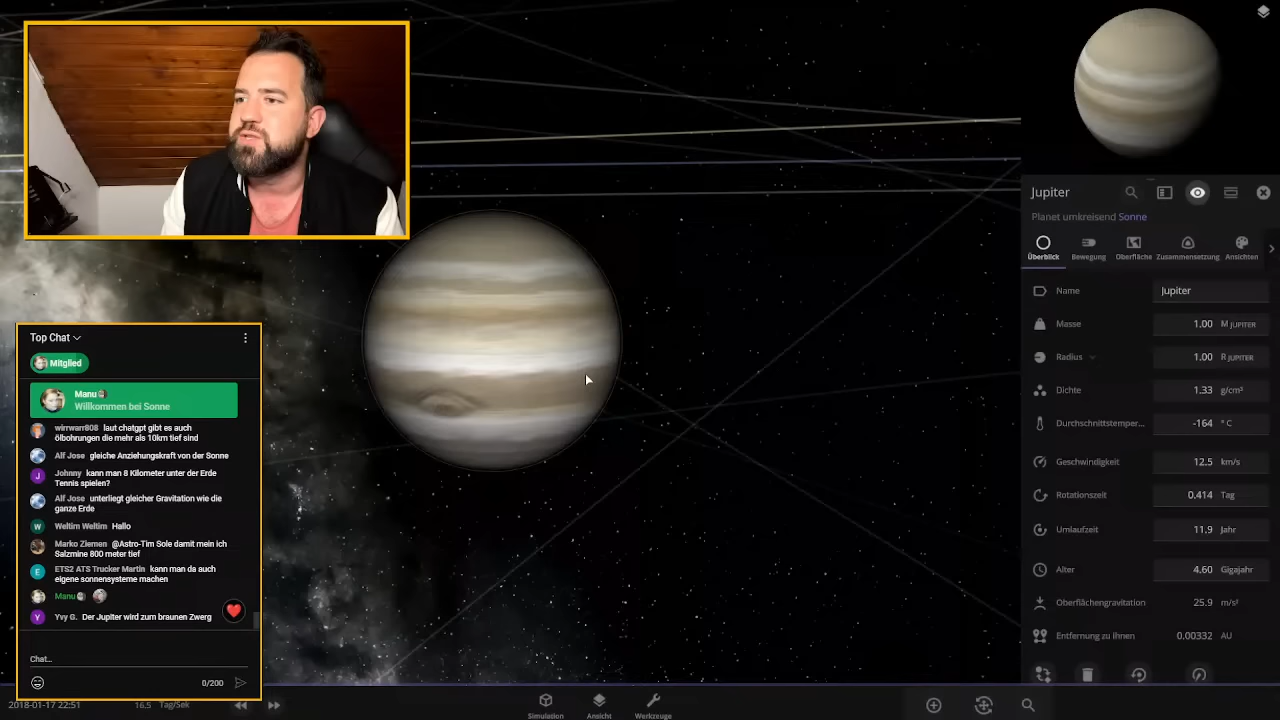 Top Chat
Mitglied
Manu
Willkommen bei Sonne
wirrwarr808 laut chatgpt gibt es auch
ölbohrungen die mehr als 10km tief sind
Alf Jose gleiche Anziehungskraft von der Sonne
Johnny kann man 8 Kilometer unter der Erde
Tennis spielen?
Alf Jose unterliegt gleicher Gravitation wie die
ganze Erde
Weltim Weltim Hallo
Marko Ziemen @Astro-Tim Sole damit mein ich
Salzmine 800 meter tief
ETS2 ATS Trucker Martin kann man da auch
eigene sonnensysteme machen
Manu
Yvy G. Der Jupiter wird zum braunen Zwerg
Chat...
0/200
2018-01-17 22:51
16.5 Tag/Sek
Simulation
Ansicht
Werkzeuge
Jupiter
Planet umkreisend Sonne
Überblick
Bewegung
Oberfläche
Zusammensetzung
Ansichten
Name Jupiter
Masse 1.00 M JUPITER
Radius 1.00 R JUPITER
Dichte 1.33 g/cm³
Durchschnittstemper... -164 ° C
Geschwindigkeit 12.5 km/s
Rotationszeit 0.414 Tag
Umlaufzeit 11.9 Jahr
Alter 4.60 Gigajahr
Oberflächengravitation 25.9 m/s²
Entfernung zu Ihnen 0.00332 AU